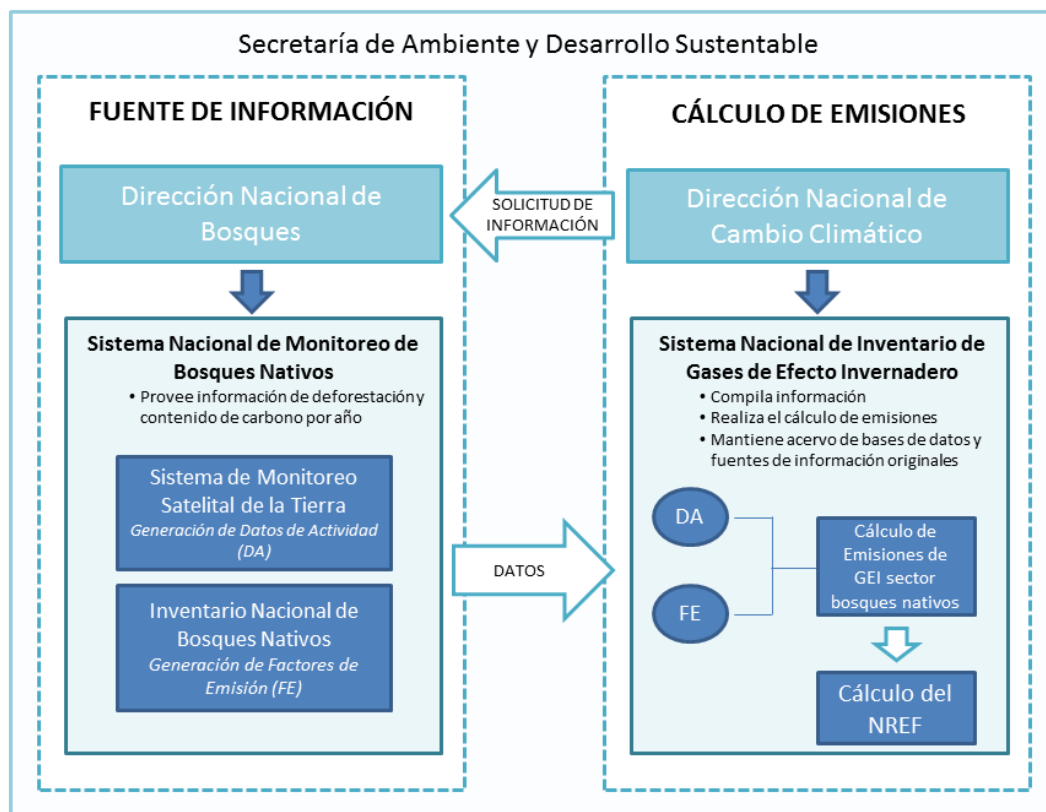 Secretaría de Ambiente y Desarrollo Sustentable
FUENTE DE INFORMACIÓN
Dirección Nacional de
Bosques
Sistema Nacional de Monitoreo de
Bosques Nativos
• Provee información de deforestación y
contenido de carbono por año
Sistema de Monitoreo
Satelital de la Tierra
Generación de Datos de Actividad
(DA)
Inventario Nacional de
Bosques Nativos
Generación de Factores de
Emisión (FE)
SOLICITUD DE
INFORMACIÓN
DATOS
CÁLCULO DE EMISIONES
Dirección Nacional de
Cambio Climático
Sistema Nacional de Inventario de
Gases de Efecto Invernadero
• Compila información
• Realiza el cálculo de emisiones
• Mantiene acervo de bases de datos y
fuentes de información originales
DA
FE
Cálculo de
Emisiones de
GEI sector
bosques nativos
Cálculo del
NREF